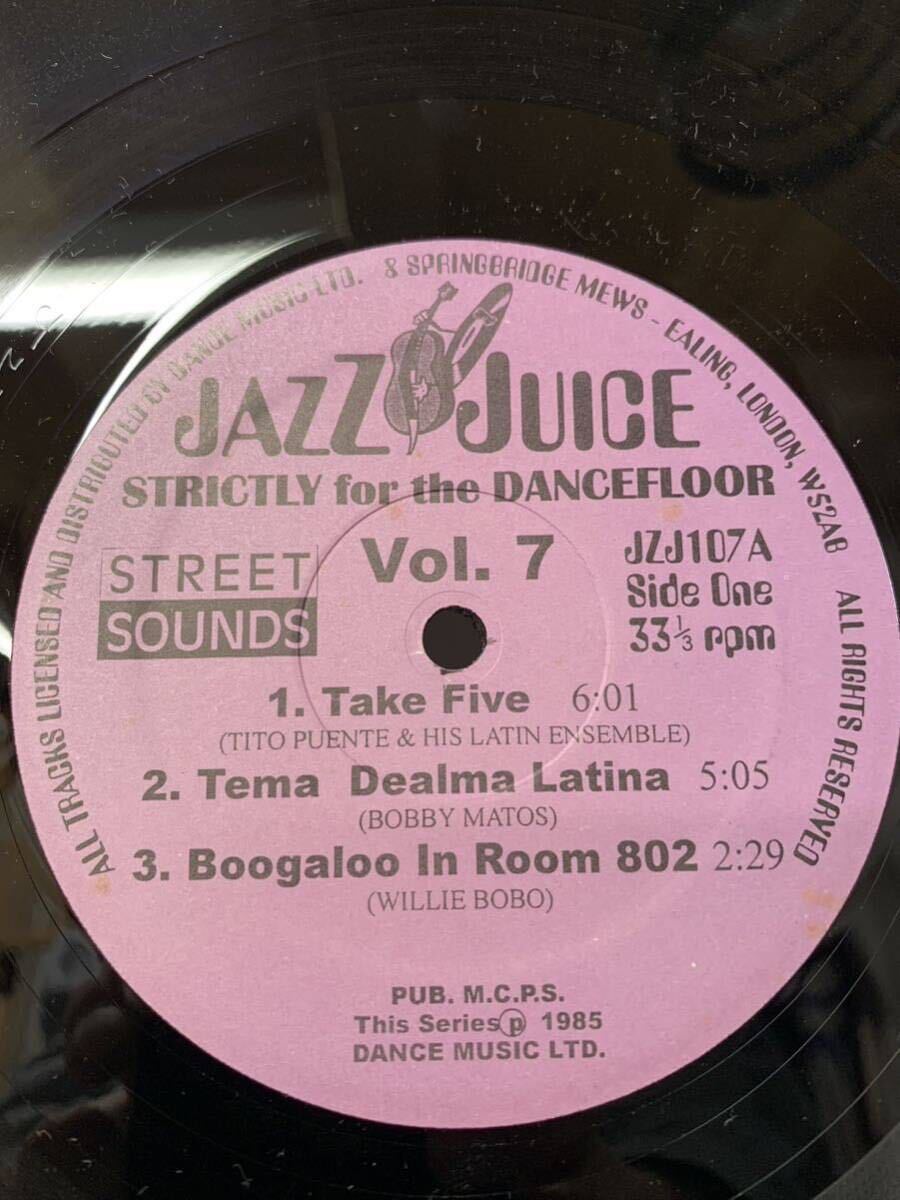 ALL TRACKS LICENSED AND DISTRIBUTED BY DANCE MUSIC LTD. 8 SPRINGBRIDGE MEWS - EALING, LONDON, W52AB ALL RIGHTS RESERVED
JAZZ JUICE
STRICTLY for the DANCEFLOOR
STREET
SOUNDS
Vol. 7
JZJ107A
Side One
33⅓ rpm
1. Take Five 6:01
(TITO PUENTE & HIS LATIN ENSEMBLE)
2. Tema Dealma Latina 5:05
(BOBBY MATOS)
3. Boogaloo In Room 802 2:29
(WILLIE BOBO)
PUB. M.C.P.S.
This Series ℗ 1985
DANCE MUSIC LTD.